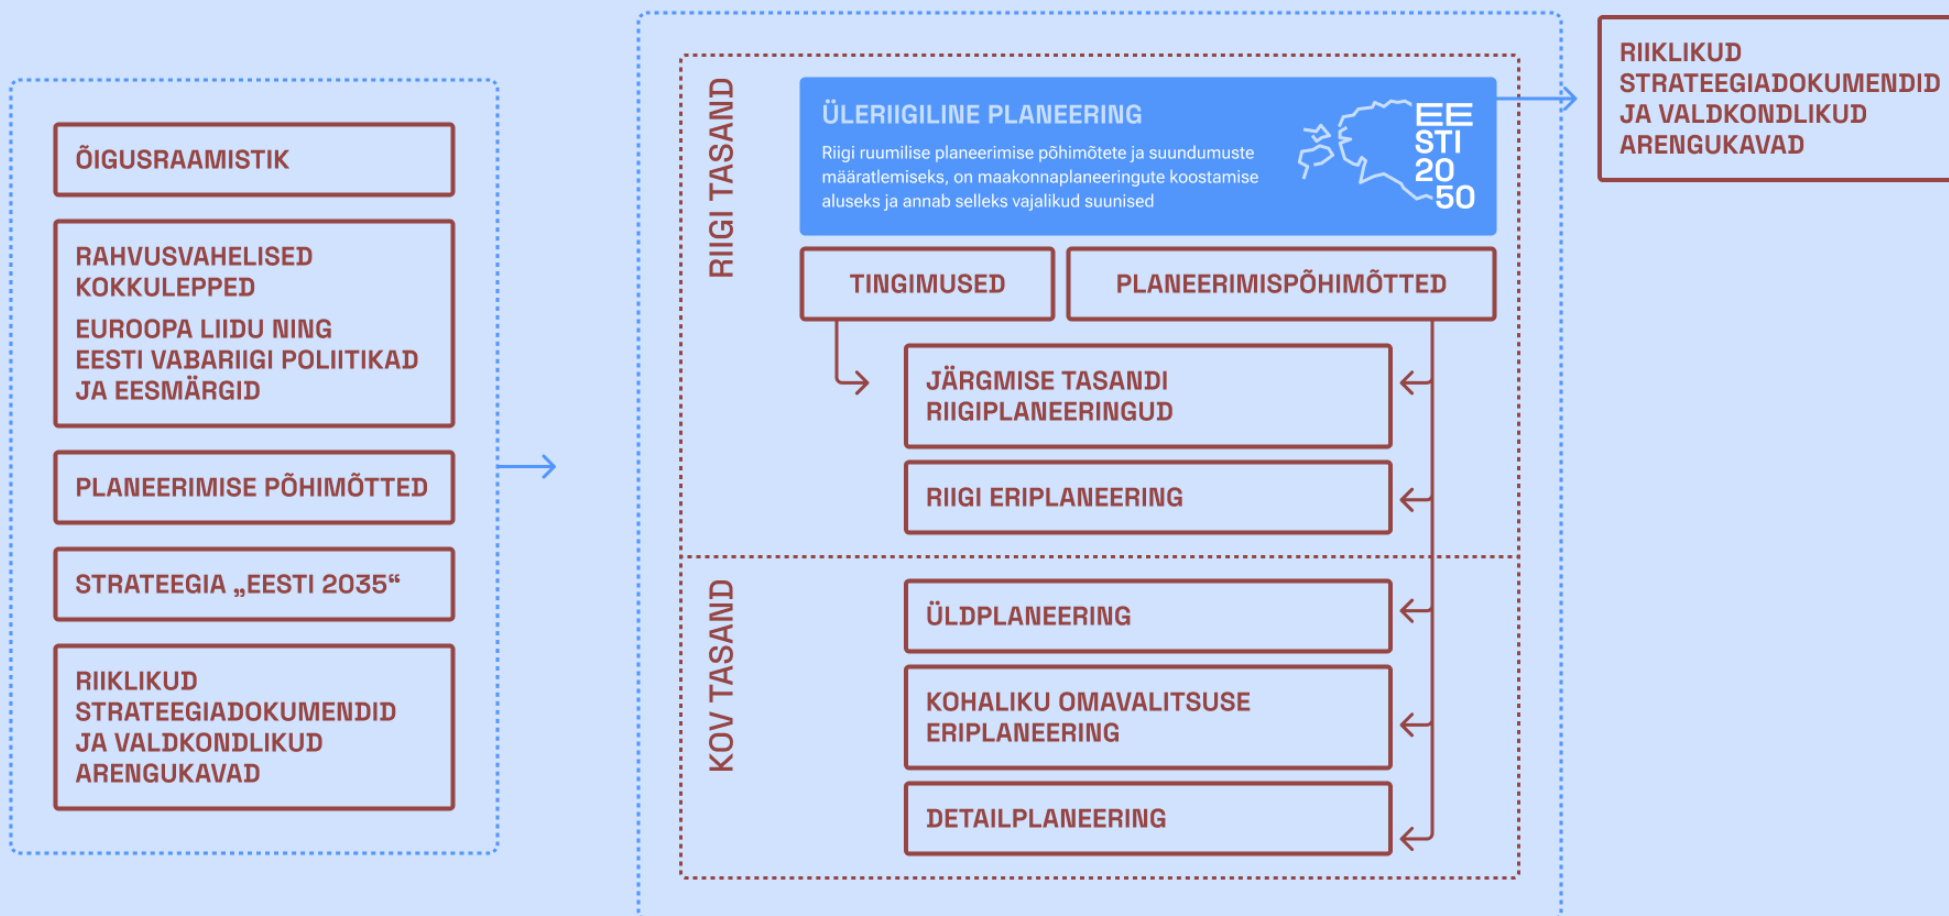 ÕIGUSRAAMISTIK
RAHVUSVAHELISED
KOKKULEPPED
EUROOPA LIIDU NING
EESTI VABARIIGI POLIITIKAD
JA EESMÄRGID
PLANEERIMISE PÕHIMÕTTED
STRATEEGIA „EESTI 2035“
RIIKLIKUD
STRATEEGIADOKUMENDID
JA VALDKONDLIKUD
ARENGUKAVAD
RIIGI TASAND
ÜLERIIGILINE PLANEERING
Riigi ruumilise planeerimise põhimõtete ja suundumuste
määratlemiseks, on maakonnaplaneeringute koostamise
aluseks ja annab selleks vajalikud suunised
EE
STI
20
50
TINGIMUSED
PLANEERIMISPÕHIMÕTTED
JÄRGMISE TASANDI
RIIGIPLANEERINGUD
RIIGI ERIPLANEERING
KOV TASAND
ÜLDPLANEERING
KOHALIKU OMAVALITSUSE
ERIPLANEERING
DETAILPLANEERING
RIIKLIKUD
STRATEEGIADOKUMENDID
JA VALDKONDLIKUD
ARENGUKAVAD